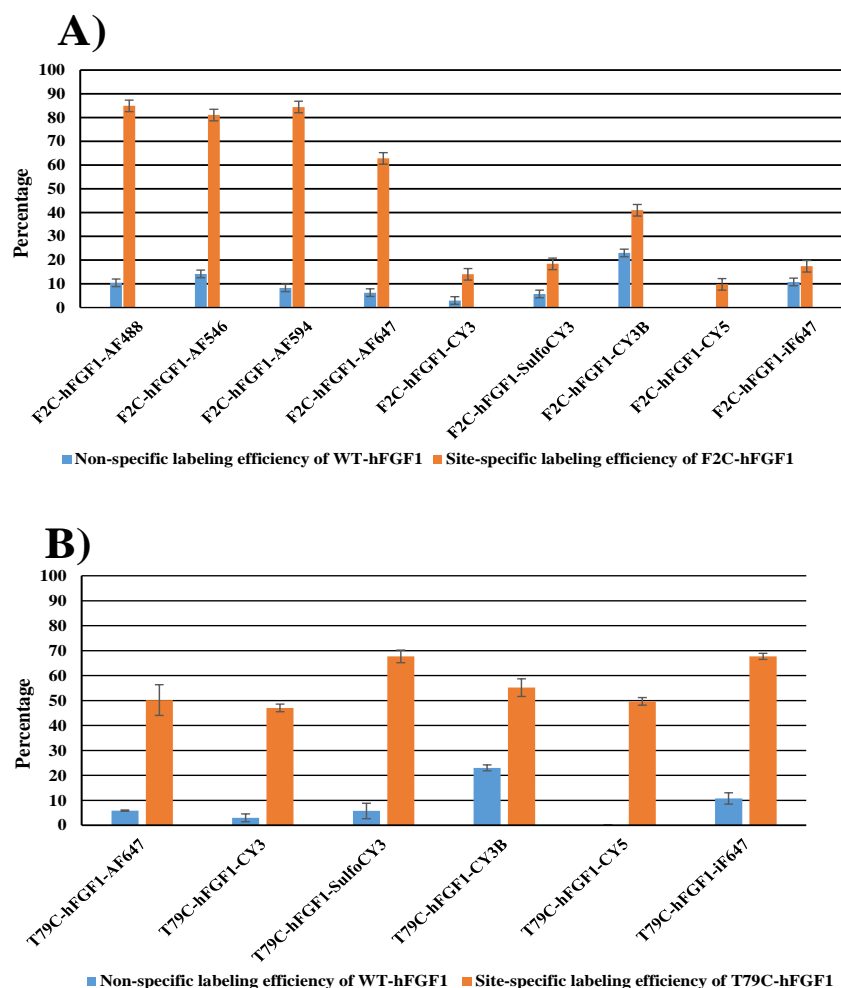 A)
100
90
80
70
60
50
40
30
20
10
0
Percentage
F2C-hFGF1-AF488
F2C-hFGF1-AF546
F2C-hFGF1-AF594
F2C-hFGF1-AF647
F2C-hFGF1-CY3
F2C-hFGF1-SulfoCY3
F2C-hFGF1-CY3B
F2C-hFGF1-CY5
F2C-hFGF1-iF647
Non-specific labeling efficiency of WT-hFGF1
Site-specific labeling efficiency of F2C-hFGF1
B)
100
90
80
70
60
50
40
30
20
10
0
Percentage
T79C-hFGF1-AF647
T79C-hFGF1-CY3
T79C-hFGF1-SulfoCY3
T79C-hFGF1-CY3B
T79C-hFGF1-CY5
T79C-hFGF1-iF647
Non-specific labeling efficiency of WT-hFGF1
Site-specific labeling efficiency of T79C-hFGF1